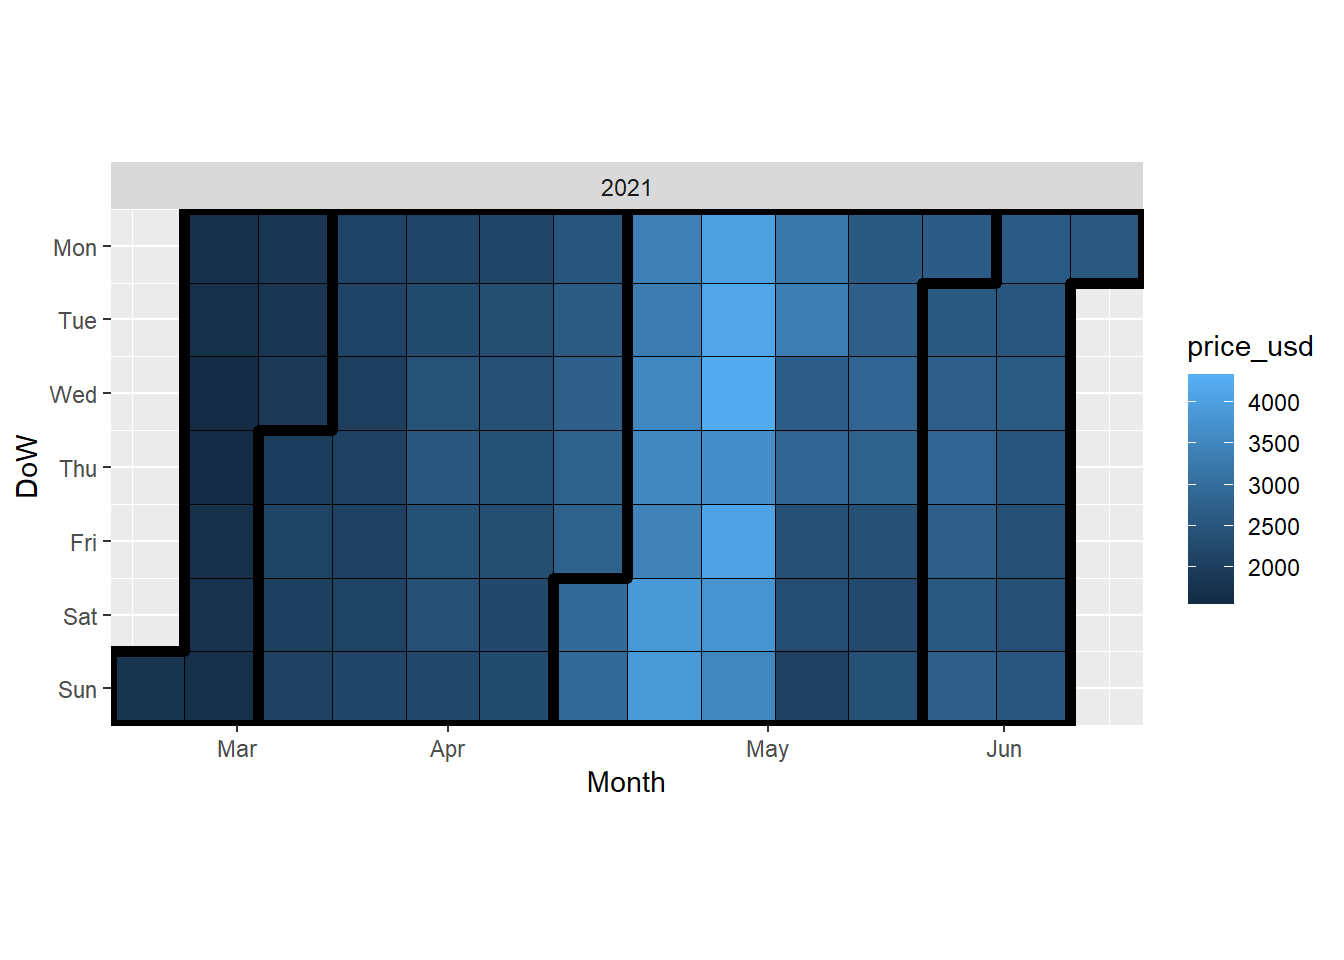 2021
Mon
Tue
Wed
Thu
Fri
Sat
Sun
DoW
Mar Apr May Jun
Month
price_usd
4000
3500
3000
2500
2000